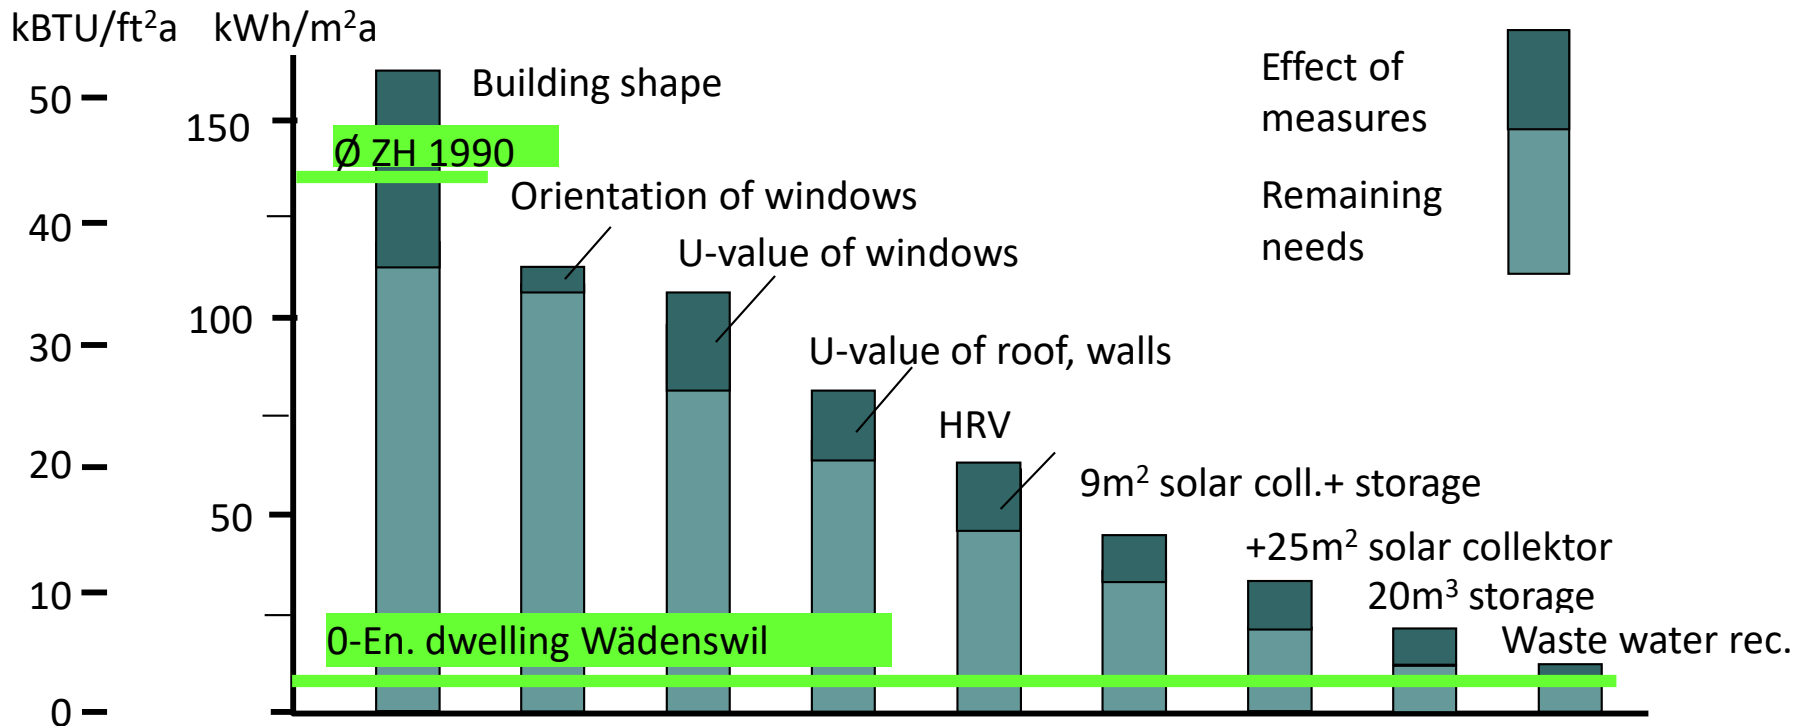 kBTU/ft²a kWh/m²a
Building shape
Effect of
measures
50
150
Ø ZH 1990
Orientation of windows
Remaining
needs
40
U-value of windows
100
30
U-value of roof, walls
HRV
20
9m² solar coll.+ storage
50
+25m² solar collektor
10
20m³ storage
0-En. dwelling Wädenswil
Waste water rec.
0